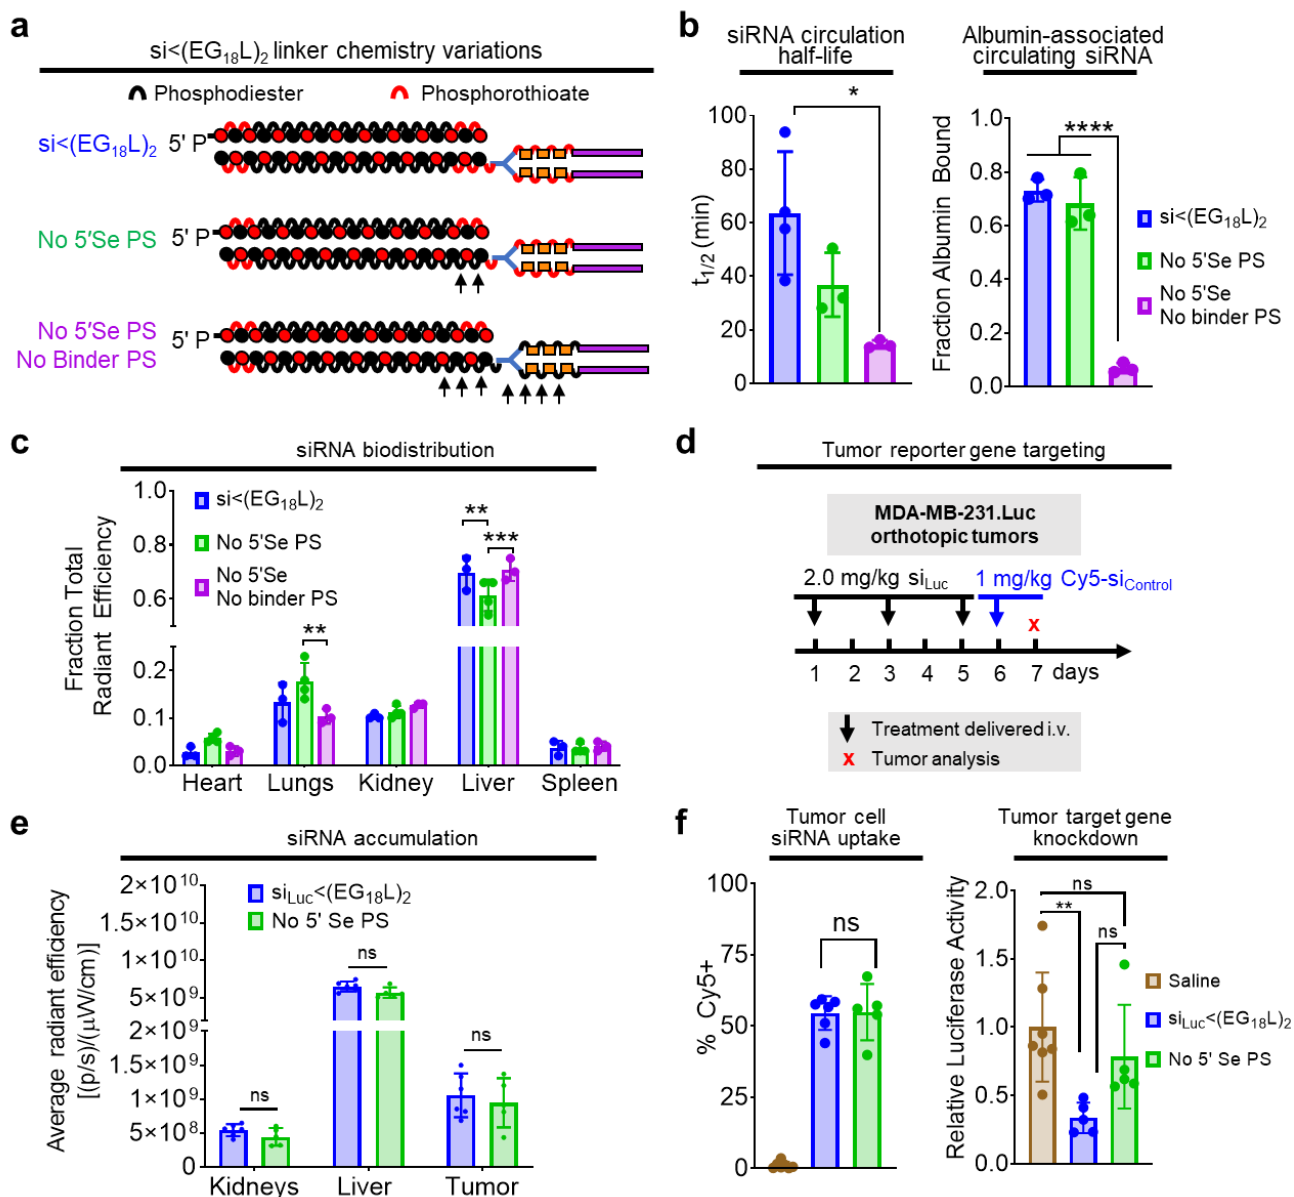 a
si<(EG18L)2 linker chemistry variations
Phosphodiester
Phosphorothioate
si<(EG18L)2
5' P
No 5'Se PS
5' P
No 5'Se PS
No Binder PS
5' P
b
siRNA circulation
half-life
*
100
80
60
40
20
0
t1/2 (min)
Albumin-associated
circulating siRNA
****
1.0
0.8
0.6
0.4
0.2
0.0
Fraction Albumin Bound
si<(EG18L)2
No 5'Se PS
No 5'Se
No binder PS
c
siRNA biodistribution
1.0
0.8
0.6
0.2
0.1
0.0
Fraction Total
Radiant Efficiency
si<(EG18L)2
No 5'Se PS
No 5'Se
No binder PS
**
**
***
Heart
Lungs
Kidney
Liver
Spleen
d
Tumor reporter gene targeting
MDA-MB-231.Luc
orthotopic tumors
2.0 mg/kg siLuc
1 mg/kg Cy5-siControl
x
1 2 3 4 5 6 7 days
Treatment delivered i.v.
x Tumor analysis
e
siRNA accumulation
2×10^10
2×10^10
1×10^10
5×10^9
2×10^9
2×10^9
1×10^9
5×10^8
0
Average radiant efficiency
[(p/s)/(µW/cm)]
siLuc<(EG18L)2
No 5' Se PS
ns
ns
ns
Kidneys
Liver
Tumor
f
Tumor cell
siRNA uptake
100
75
50
25
0
% Cy5+
ns
Tumor target gene
knockdown
2.0
1.5
1.0
0.5
0.0
Relative Luciferase Activity
ns
**
ns
Saline
siLuc<(EG18L)2
No 5' Se PS